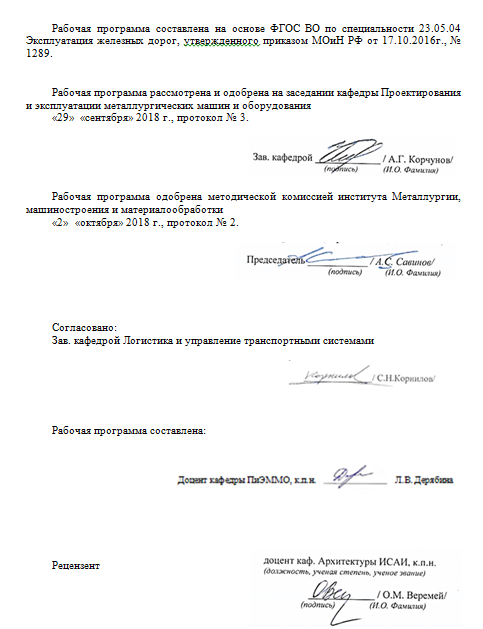 Рабочая программа составлена на основе ФГОС ВО по специальности 23.05.04
Эксплуатация железных дорог, утвержденного приказом МОиН РФ от 17.10.2016г., №
1289.
Рабочая программа рассмотрена и одобрена на заседании кафедры Проектирования
и эксплуатации металлургических машин и оборудования
«29» «сентября» 2018 г., протокол № 3.
Зав. кафедрой / А.Г. Корчунов/
(подпись) (И.О. Фамилия)
Рабочая программа одобрена методической комиссией института Металлургии,
машиностроения и материалообработки
«2» «октября» 2018 г., протокол № 2.
Председатель / А.С. Савинов/
(подпись) (И.О. Фамилия)
Согласовано:
Зав. кафедрой Логистика и управление транспортными системами
/ С.Н.Корнилов/
Рабочая программа составлена:
Доцент кафедры ПиЭММО, к.п.н. Л.В. Дерябина
Рецензент
доцент каф. Архитектуры ИСАИ, к.п.н.
(должность, ученая степень, ученое звание)
/ О.М. Веремей/
(подпись) (И.О. Фамилия)